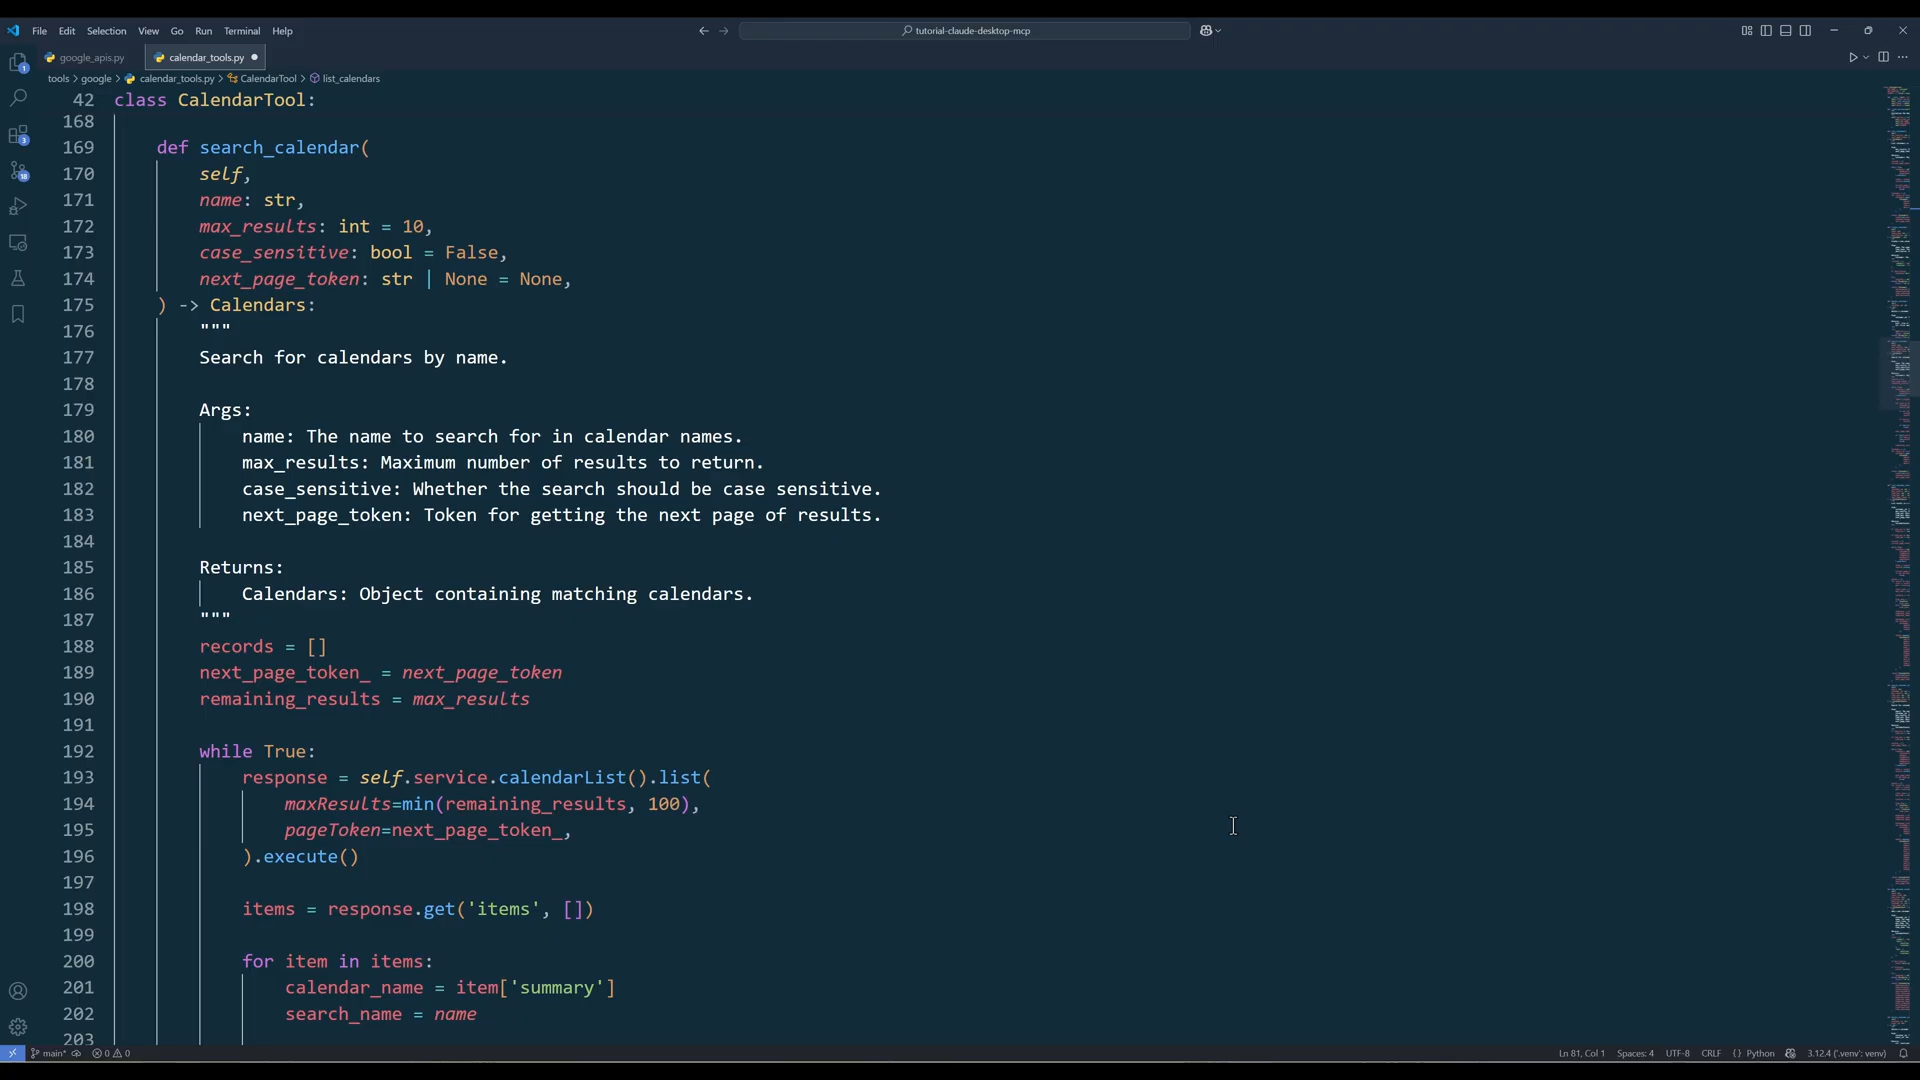 File Edit Selection View Go Run Terminal Help
tutorial-claude-desktop-mcp
google_apis.py
calendar_tools.py
tools > google > calendar_tools.py > CalendarTool > list_calendars
42 class CalendarTool:
168
169 def search_calendar(
170 self,
171 name: str,
172 max_results: int = 10,
173 case_sensitive: bool = False,
174 next_page_token: str | None = None,
175 ) -> Calendars:
176 """
177 Search for calendars by name.
178
179 Args:
180 name: The name to search for in calendar names.
181 max_results: Maximum number of results to return.
182 case_sensitive: Whether the search should be case sensitive.
183 next_page_token: Token for getting the next page of results.
184
185 Returns:
186 Calendars: Object containing matching calendars.
187 """
188 records = []
189 next_page_token_ = next_page_token
190 remaining_results = max_results
191
192 while True:
193 response = self.service.calendarList().list(
194 maxResults=min(remaining_results, 100),
195 pageToken=next_page_token_,
196 ).execute()
197
198 items = response.get('items', [])
199
200 for item in items:
201 calendar_name = item['summary']
202 search_name = name
203
main* 0 0
Ln 81, Col 1 Spaces: 4 UTF-8 CRLF {} Python 3.12.4 ('.venv': venv)